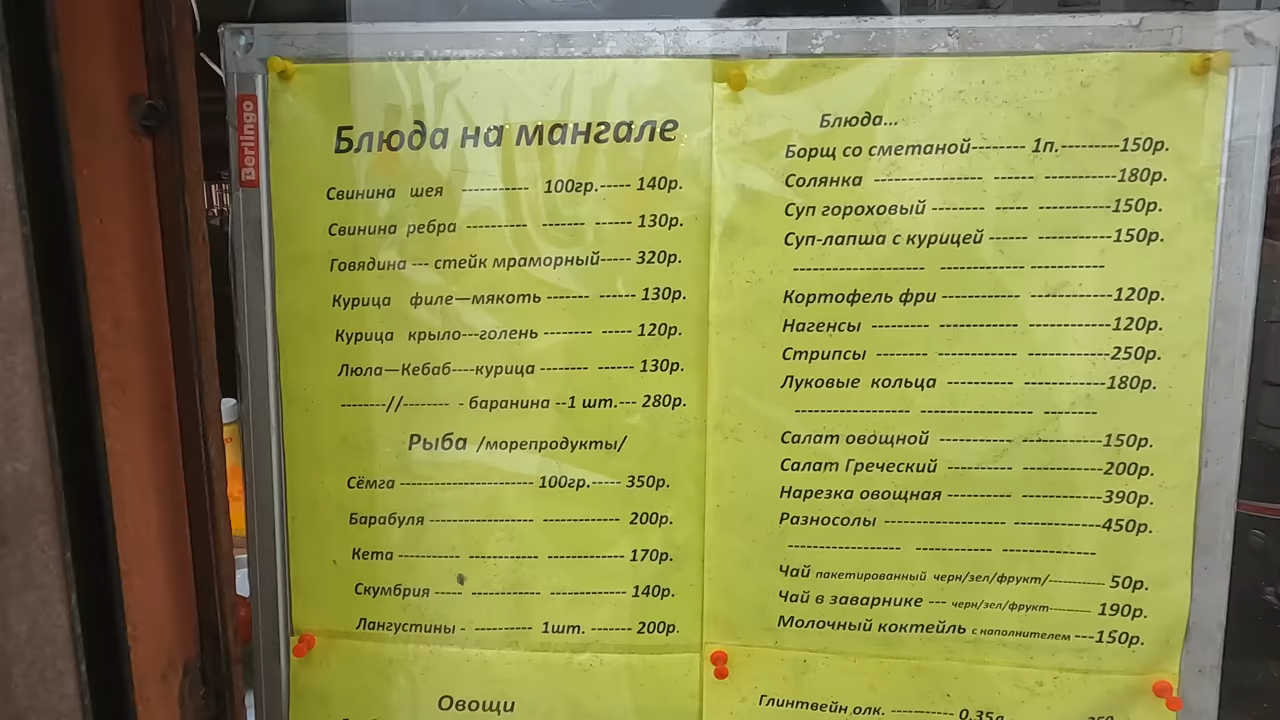 Berlingo
Блюда на мангале
Свинина шея ----------- 100гр.----- 140р.
Свинина ребра ---------- ------- ------ 130р.
Говядина --- стейк мраморный----- 320р.
Курица филе—мякоть ------- ------ 130р.
Курица крыло---голень -------- ----- 120р.
Люла—Кебаб----курица -------- ------ 130р.
--------//-------- - баранина --1 шт.--- 280р.
Рыба /морепродукты/
Сёмга ---------------------- 100гр.----- 350р.
Барабуля ----------------- ------------- 200р.
Кета ----------- ------------ ------------- 170р.
Скумбрия ----- ------------ ------------- 140р.
Лангустины - ----------- 1шт. ------- 200р.
Овощи
Блюда...
Борщ со сметаной-------- 1п.---------150р.
Солянка ---------------- ------ -----------180р.
Суп гороховый -------- ----- -----------150р.
Суп-лапша с курицей ------ -----------150р.
-------------------- ------------- -----------
Кортофель фри ------------ ------------120р.
Нагенсы --------- ------------ ------------120р.
Стрипсы -------- ------------ ------------250р.
Луковые кольца ---------- ------------180р.
------------------ ----------------- --------
Салат овощной ----------- ------------150р.
Салат Греческий ---------- ------------200р.
Нарезка овощная ---------- ------------390р.
Разносолы ------------------- ------------450р.
------------------ ------------ ---------------
Чай пакетированный черн/зел/фрукт/------------ 50р.
Чай в заварнике --- черн/зел/фрукт--------- 190р.
Молочный коктейль с наполнителем ---150р.
Глинтвейн олк. ----------- 0,35л